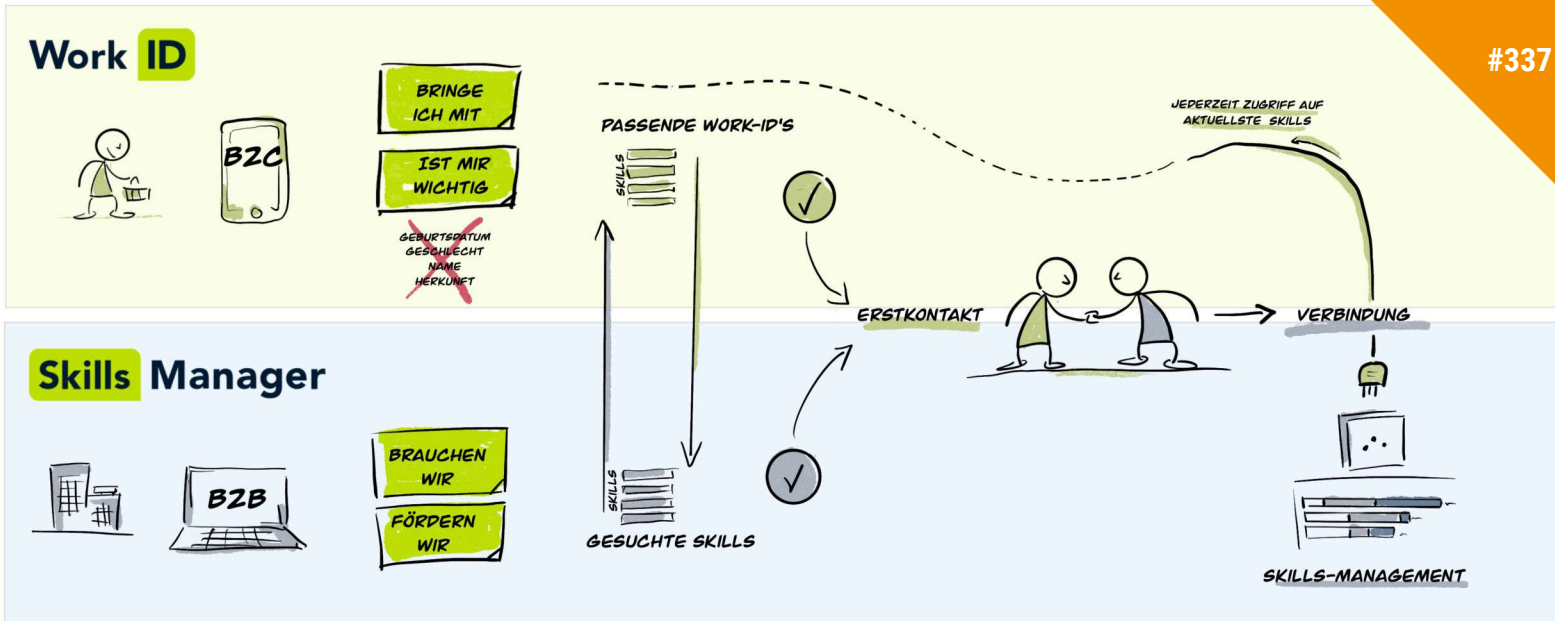 Work ID
#337
B2C
BRINGE
ICH MIT
IST MIR
WICHTIG
GEBURTSDATUM
GESCHLECHT
NAME
HERKUNFT
PASSENDE WORK-ID'S
SKILLS
JEDERZEIT ZUGRIFF AUF
AKTUELLSTE SKILLS
ERSTKONTAKT
VERBINDUNG
Skills Manager
B2B
BRAUCHEN
WIR
FÖRDERN
WIR
SKILLS
GESUCHTE SKILLS
SKILLS-MANAGEMENT